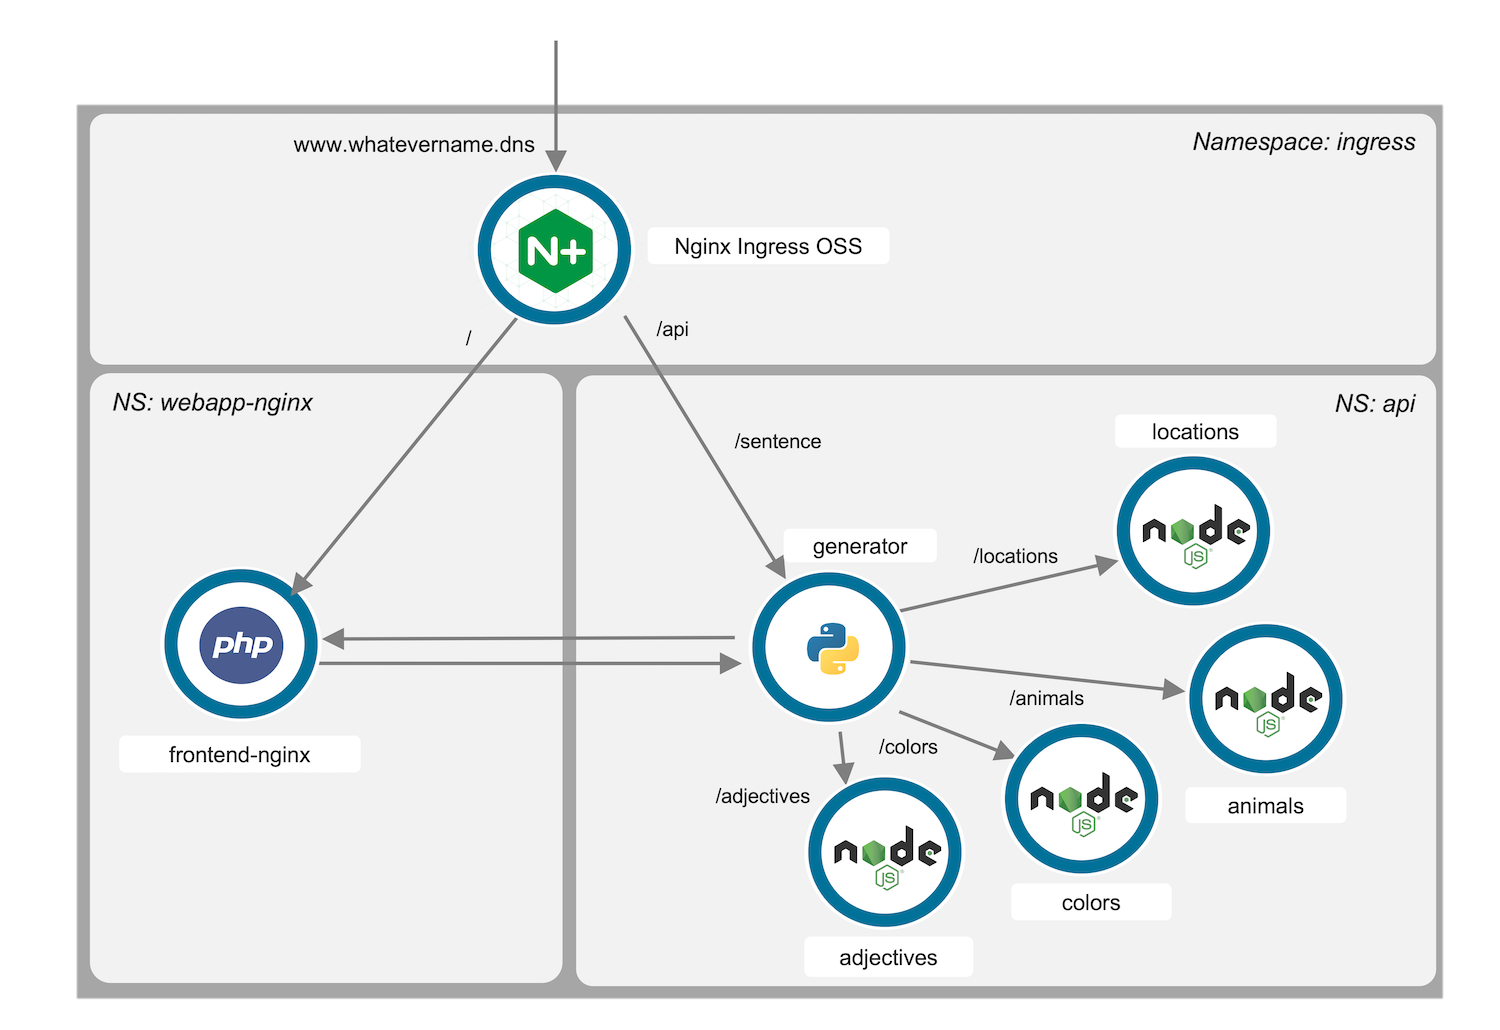 www.whatevername.dns
Namespace: ingress
N+
Nginx Ingress OSS
/
/api
NS: webapp-nginx
NS: api
locations
/sentence
node
JS
generator
/locations
php
node
JS
/animals
/colors
frontend-nginx
/adjectives
node
JS
animals
node
JS
colors
adjectives